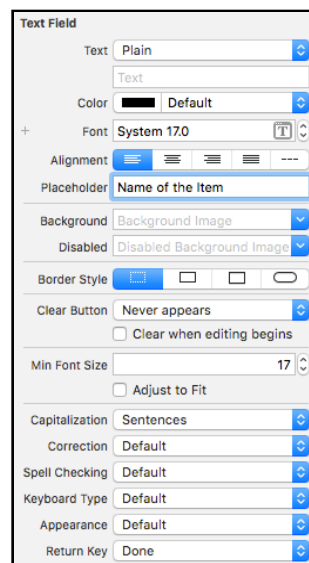 Text Field
Text Plain
Text
Color Default
+ Font System 17.0 T
Alignment ---
Placeholder Name of the Item
Background Background Image
Disabled Disabled Background Image
Border Style
Clear Button Never appears
Clear when editing begins
Min Font Size 17
Adjust to Fit
Capitalization Sentences
Correction Default
Spell Checking Default
Keyboard Type Default
Appearance Default
Return Key Done